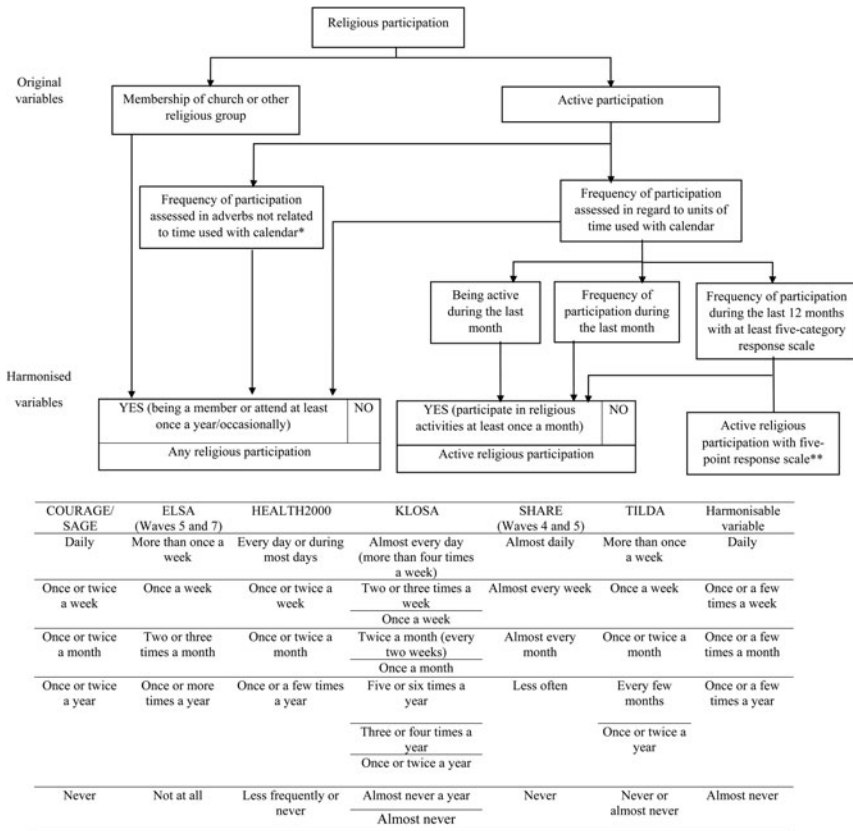 Religious participation
Original
variables
Membership of church or other
religious group
Active participation
Frequency of participation
assessed in adverbs not related
to time used with calendar*
Frequency of participation
assessed in regard to units of
time used with calendar
Being active
during the last
month
Frequency of
participation during
the last month
Frequency of participation
during the last 12 months
with at least five-category
response scale
Harmonised
variables
YES (being a member or attend at least
once a year/occasionally)
NO
Any religious participation
YES (participate in religious
activities at least once a month)
NO
Active religious participation
Active religious
participation with five-
point response scale**
COURAGE/
SAGE
ELSA
(Waves 5 and 7)
HEALTH2000
KLOSA
SHARE
(Waves 4 and 5)
TILDA
Harmonisable
variable
Daily
More than once a
week
Every day or during
most days
Almost every day
(more than four times
a week)
Almost daily
More than once a
week
Daily
Once or twice
a week
Once a week
Once or twice a
week
Two or three times a
week
Once a week
Almost every week
Once a week
Once or a few
times a week
Once or twice
a month
Two or three
times a month
Once or twice a
month
Twice a month (every
two weeks)
Once a month
Almost every
month
Once or twice a
month
Once or a few
times a month
Once or twice
a year
Once or more
times a year
Once or a few times
a year
Five or six times a
year
Three or four times a
year
Once or twice a year
Less often
Every few
months
Once or twice a
year
Once or a few
times a year
Never
Not at all
Less frequently or
never
Almost never a year
Almost never
Never
Never or
almost never
Almost never